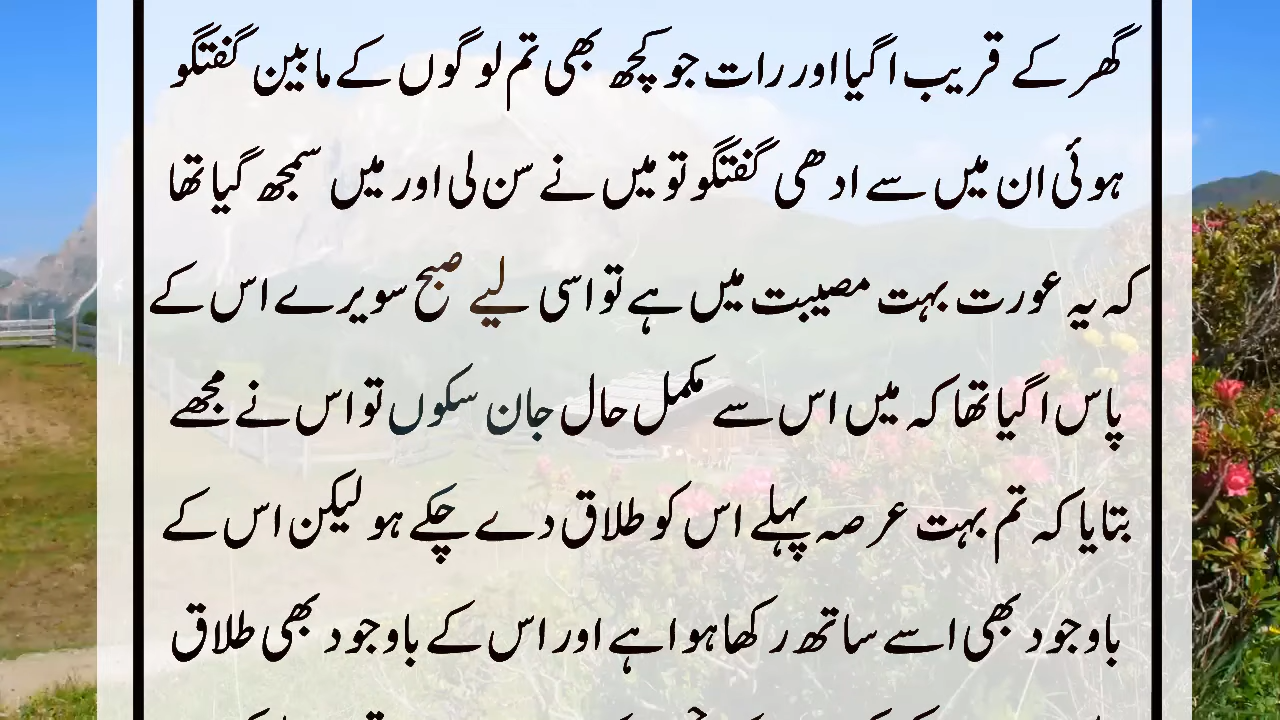 گھر کے قریب اگیا اور رات جو کچھ بھی تم لوگوں کے مابین گفتگو
ہوئی ان میں سے ادھی گفتگو تو میں نے سن لی اور میں سمجھ گیا تھا
کہ یہ عورت بہت مصیبت میں ہے تو اسی لیے صبح سویرے اس کے
پاس اگیا تھا کہ میں اس سے مکمل حال جان سکوں تو اس نے مجھے
بتایا کہ تم بہت عرصہ پہلے اس کو طلاق دے چکے ہو لیکن اس کے
باوجود بھی اسے ساتھ رکھا ہوا ہے اور اس کے باوجود بھی طلاق